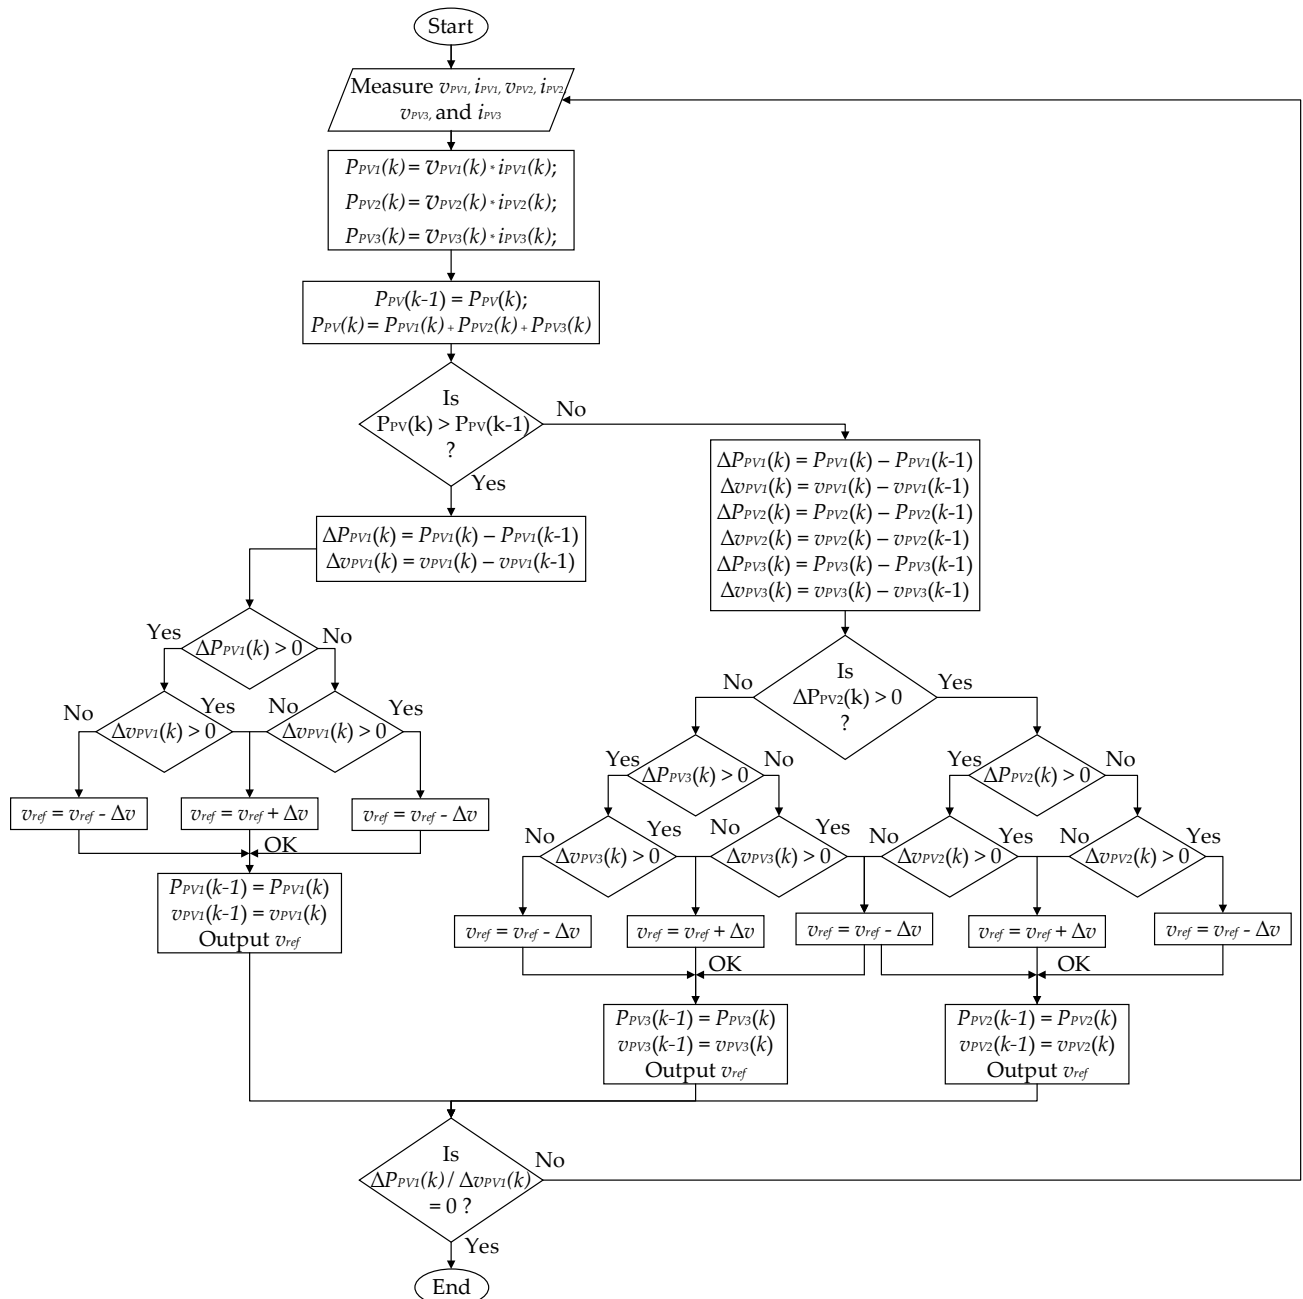 Start
Measure vPV1, iPV1, vPV2, iPV2,
vPV3, and iPV3
PPV1(k) = vPV1(k) * iPV1(k);
PPV2(k) = vPV2(k) * iPV2(k);
PPV3(k) = vPV3(k) * iPV3(k);
PPV(k-1) = PPV(k);
PPV(k) = PPV1(k) + PPV2(k) + PPV3(k)
Is
PPV(k) > PPV(k-1)
?
No
Yes
ΔPPV1(k) = PPV1(k) – PPV1(k-1)
ΔvPV1(k) = vPV1(k) – vPV1(k-1)
ΔPPV1(k) = PPV1(k) – PPV1(k-1)
ΔvPV1(k) = vPV1(k) – vPV1(k-1)
ΔPPV2(k) = PPV2(k) – PPV2(k-1)
ΔvPV2(k) = vPV2(k) – vPV2(k-1)
ΔPPV3(k) = PPV3(k) – PPV3(k-1)
ΔvPV3(k) = vPV3(k) – vPV3(k-1)
Yes
ΔPPV1(k) > 0
No
No
ΔvPV1(k) > 0
Yes
No
ΔvPV1(k) > 0
Yes
vref = vref - Δv
vref = vref + Δv
vref = vref - Δv
OK
PPV1(k-1) = PPV1(k)
vPV1(k-1) = vPV1(k)
Output vref
No
Is
ΔPPV2(k) > 0
?
Yes
Yes
ΔPPV3(k) > 0
No
Yes
ΔPPV2(k) > 0
No
No
ΔvPV3(k) > 0
Yes
No
ΔvPV3(k) > 0
Yes
No
ΔvPV2(k) > 0
Yes
No
ΔvPV2(k) > 0
Yes
vref = vref - Δv
vref = vref + Δv
vref = vref - Δv
vref = vref + Δv
vref = vref - Δv
OK
OK
PPV3(k-1) = PPV3(k)
vPV3(k-1) = vPV3(k)
Output vref
PPV2(k-1) = PPV2(k)
vPV2(k-1) = vPV2(k)
Output vref
Is
ΔPPV1(k) / ΔvPV1(k)
= 0 ?
No
Yes
End